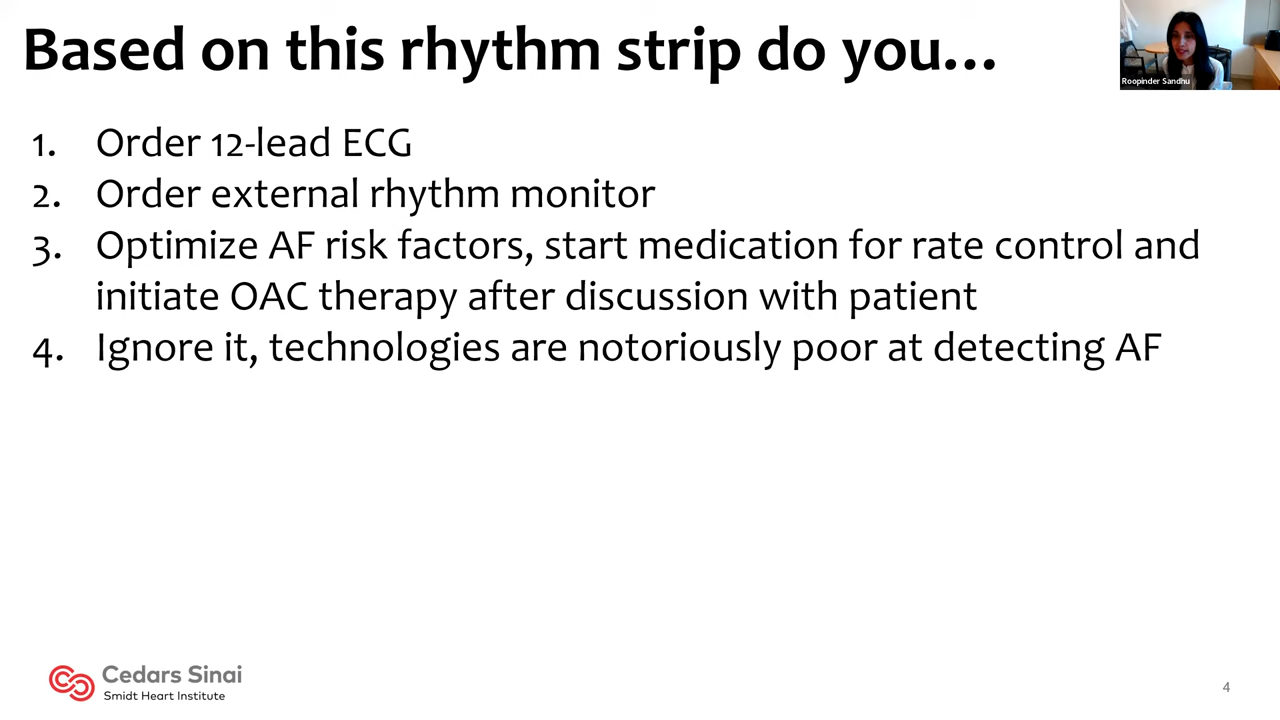 Based on this rhythm strip do you...
Roopinder Sandhu
1. Order 12-lead ECG
2. Order external rhythm monitor
3. Optimize AF risk factors, start medication for rate control and
initiate OAC therapy after discussion with patient
4. Ignore it, technologies are notoriously poor at detecting AF
Cedars Sinai
Smidt Heart Institute
4